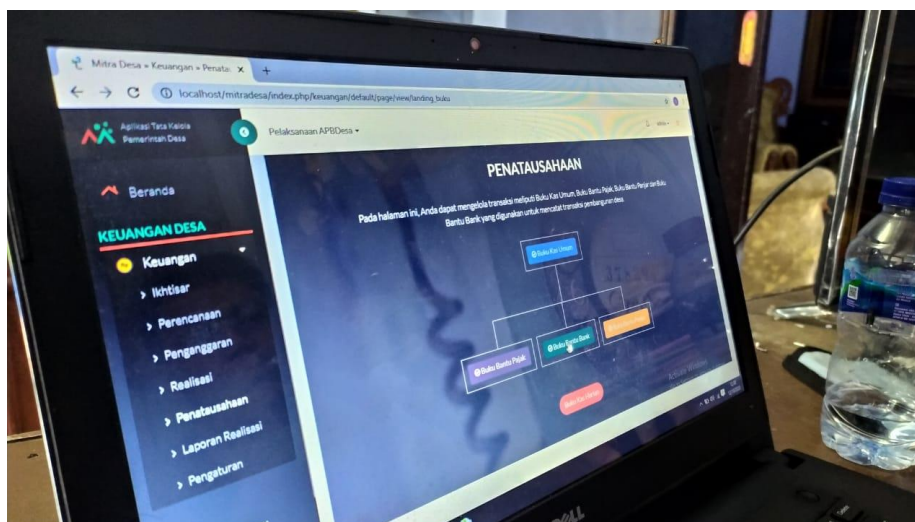 Mitra Desa » Keuangan » Penata
localhost/mitradesa/index.php/keuangan/default/page/view/landing_buku
Aplikasi Tata Kelola
Pemerintah Desa
Pelaksanaan APBDesa
Beranda
KEUANGAN DESA
Keuangan
Ikhtisar
Perencanaan
Penganggaran
Realisasi
Penatausahaan
Laporan Realisasi
Pengaturan
PENATAUSAHAAN
Pada halaman ini, Anda dapat mengelola transaksi meliputi Buku Kas Umum, Buku Bantu Pajak, Buku Bantu Panjar dan Buku
Bantu Bank yang digunakan untuk mencatat transaksi pembangunan desa
Buku Kas Umum
Buku Bantu Pajak
Buku Bantu Bank
Activate Windows
DELL